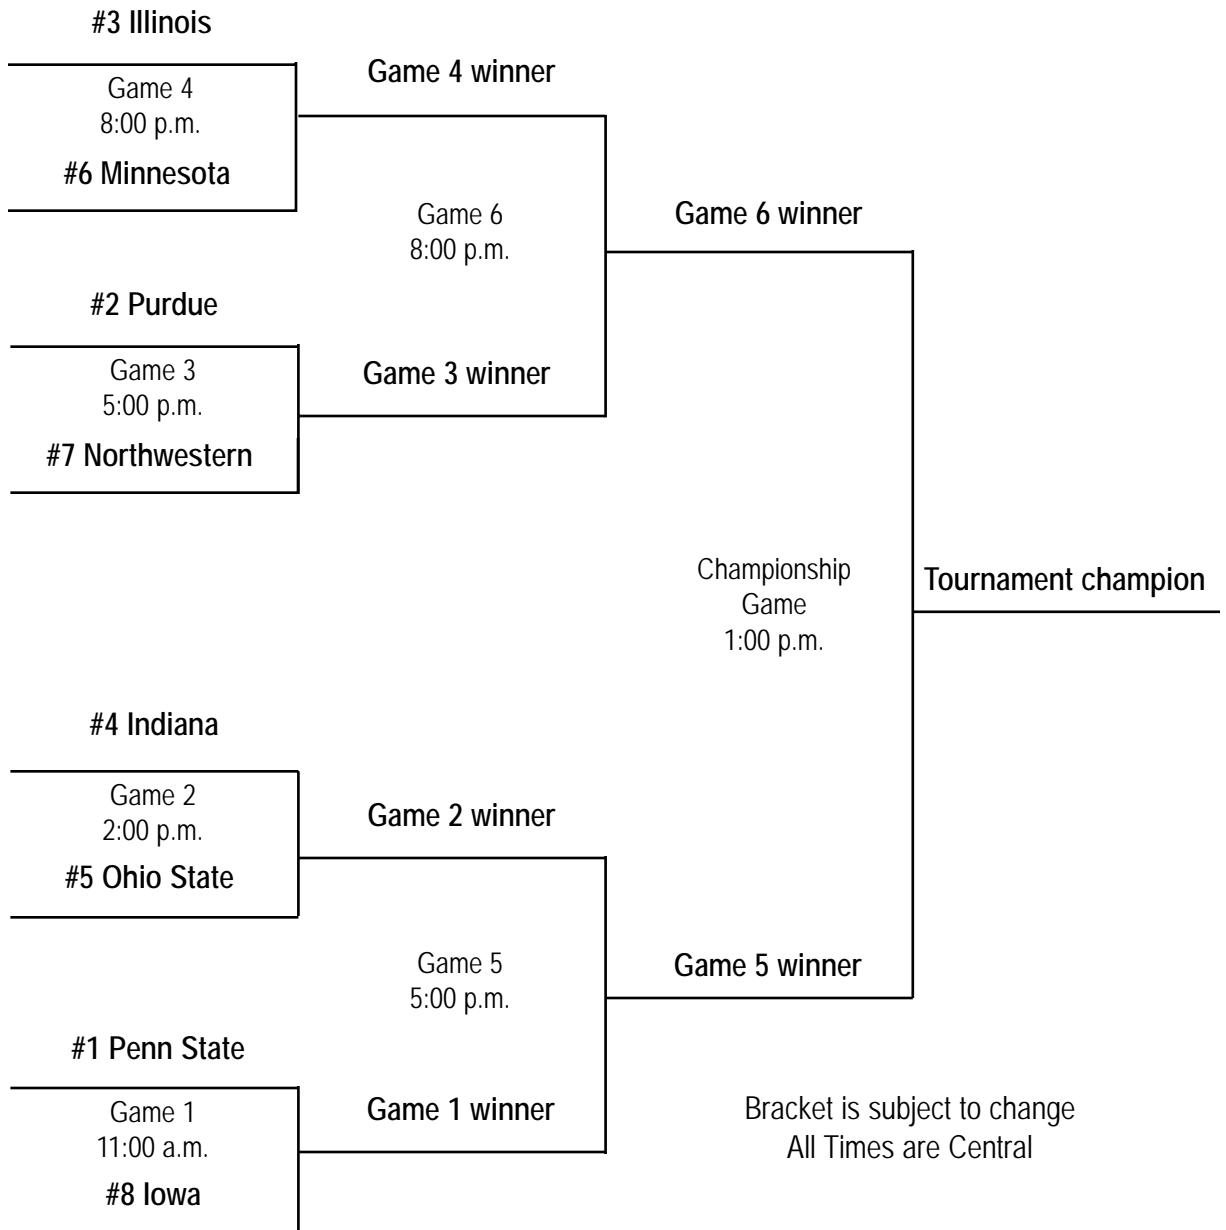 #3 Illinois
Game 4
8:00 p.m.
#6 Minnesota
Game 4 winner
Game 6
8:00 p.m.
Game 6 winner
#2 Purdue
Game 3
5:00 p.m.
#7 Northwestern
Game 3 winner
Championship
Game
1:00 p.m.
Tournament champion
#4 Indiana
Game 2
2:00 p.m.
#5 Ohio State
Game 2 winner
Game 5
5:00 p.m.
Game 5 winner
#1 Penn State
Game 1
11:00 a.m.
#8 Iowa
Game 1 winner
Bracket is subject to change
All Times are Central